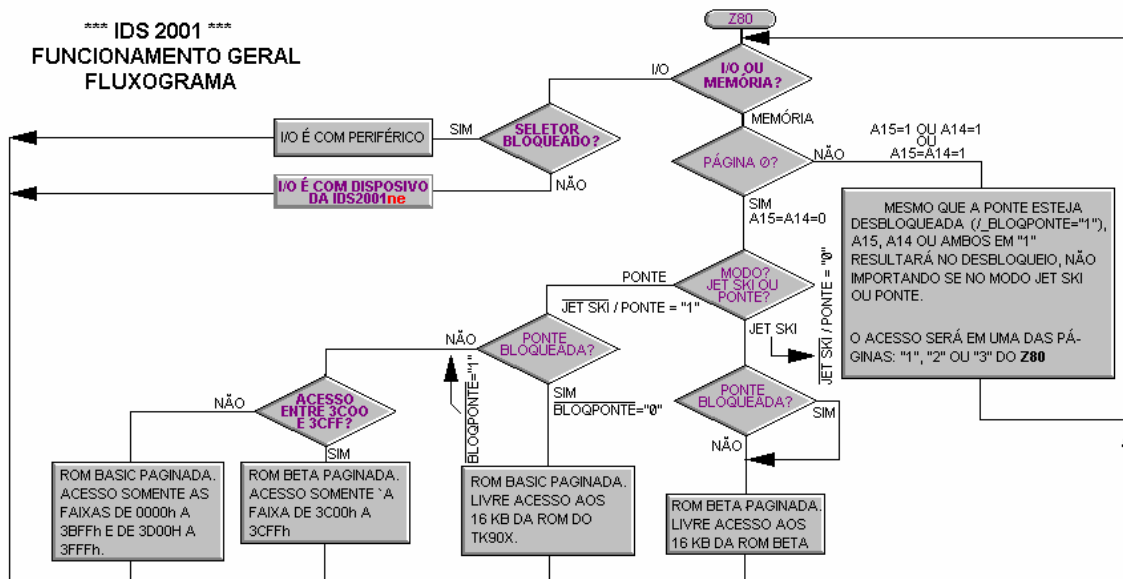 *** IDS 2001 ***
FUNCIONAMENTO GERAL
FLUXOGRAMA
Z80
I/O OU
MEMÓRIA?
I/O
MEMÓRIA
SELETOR
BLOQUEADO?
SIM
I/O É COM PERIFÉRICO
NÃO
I/O É COM DISPOSIVO
DA IDS2001ne
PÁGINA 0?
NÃO
A15=1 OU A14=1
OU
A15=A14=1
SIM
A15=A14=0
MESMO QUE A PONTE ESTEJA
DESBLOQUEADA (/_BLOQPONTE="1"),
A15, A14 OU AMBOS EM "1"
RESULTARÁ NO DESBLOQUEIO, NÃO
IMPORTANDO SE NO MODO JET SKI
OU PONTE.
O ACESSO SERÁ EM UMA DAS PÁ-
GINAS: "1", "2" OU "3" DO Z80
MODO?
JET SKI OU
PONTE?
PONTE
JET SKI / PONTE = "1"
JET SKI
JET SKI / PONTE = "0"
PONTE
BLOQUEADA?
NÃO
BLOQPONTE="1"
SIM
BLOQPONTE="0"
PONTE
BLOQUEADA?
SIM
NÃO
ACESSO
ENTRE 3C00
E 3CFF?
NÃO
SIM
ROM BASIC PAGINADA.
ACESSO SOMENTE AS
FAIXAS DE 0000h A
3BFFh E DE 3D00H A
3FFFh.
ROM BETA PAGINADA.
ACESSO SOMENTE `A
FAIXA DE 3C00h A
3CFFh
ROM BASIC PAGINADA.
LIVRE ACESSO AOS
16 KB DA ROM DO
TK90X.
ROM BETA PAGINADA.
LIVRE ACESSO AOS
16 KB DA ROM BETA